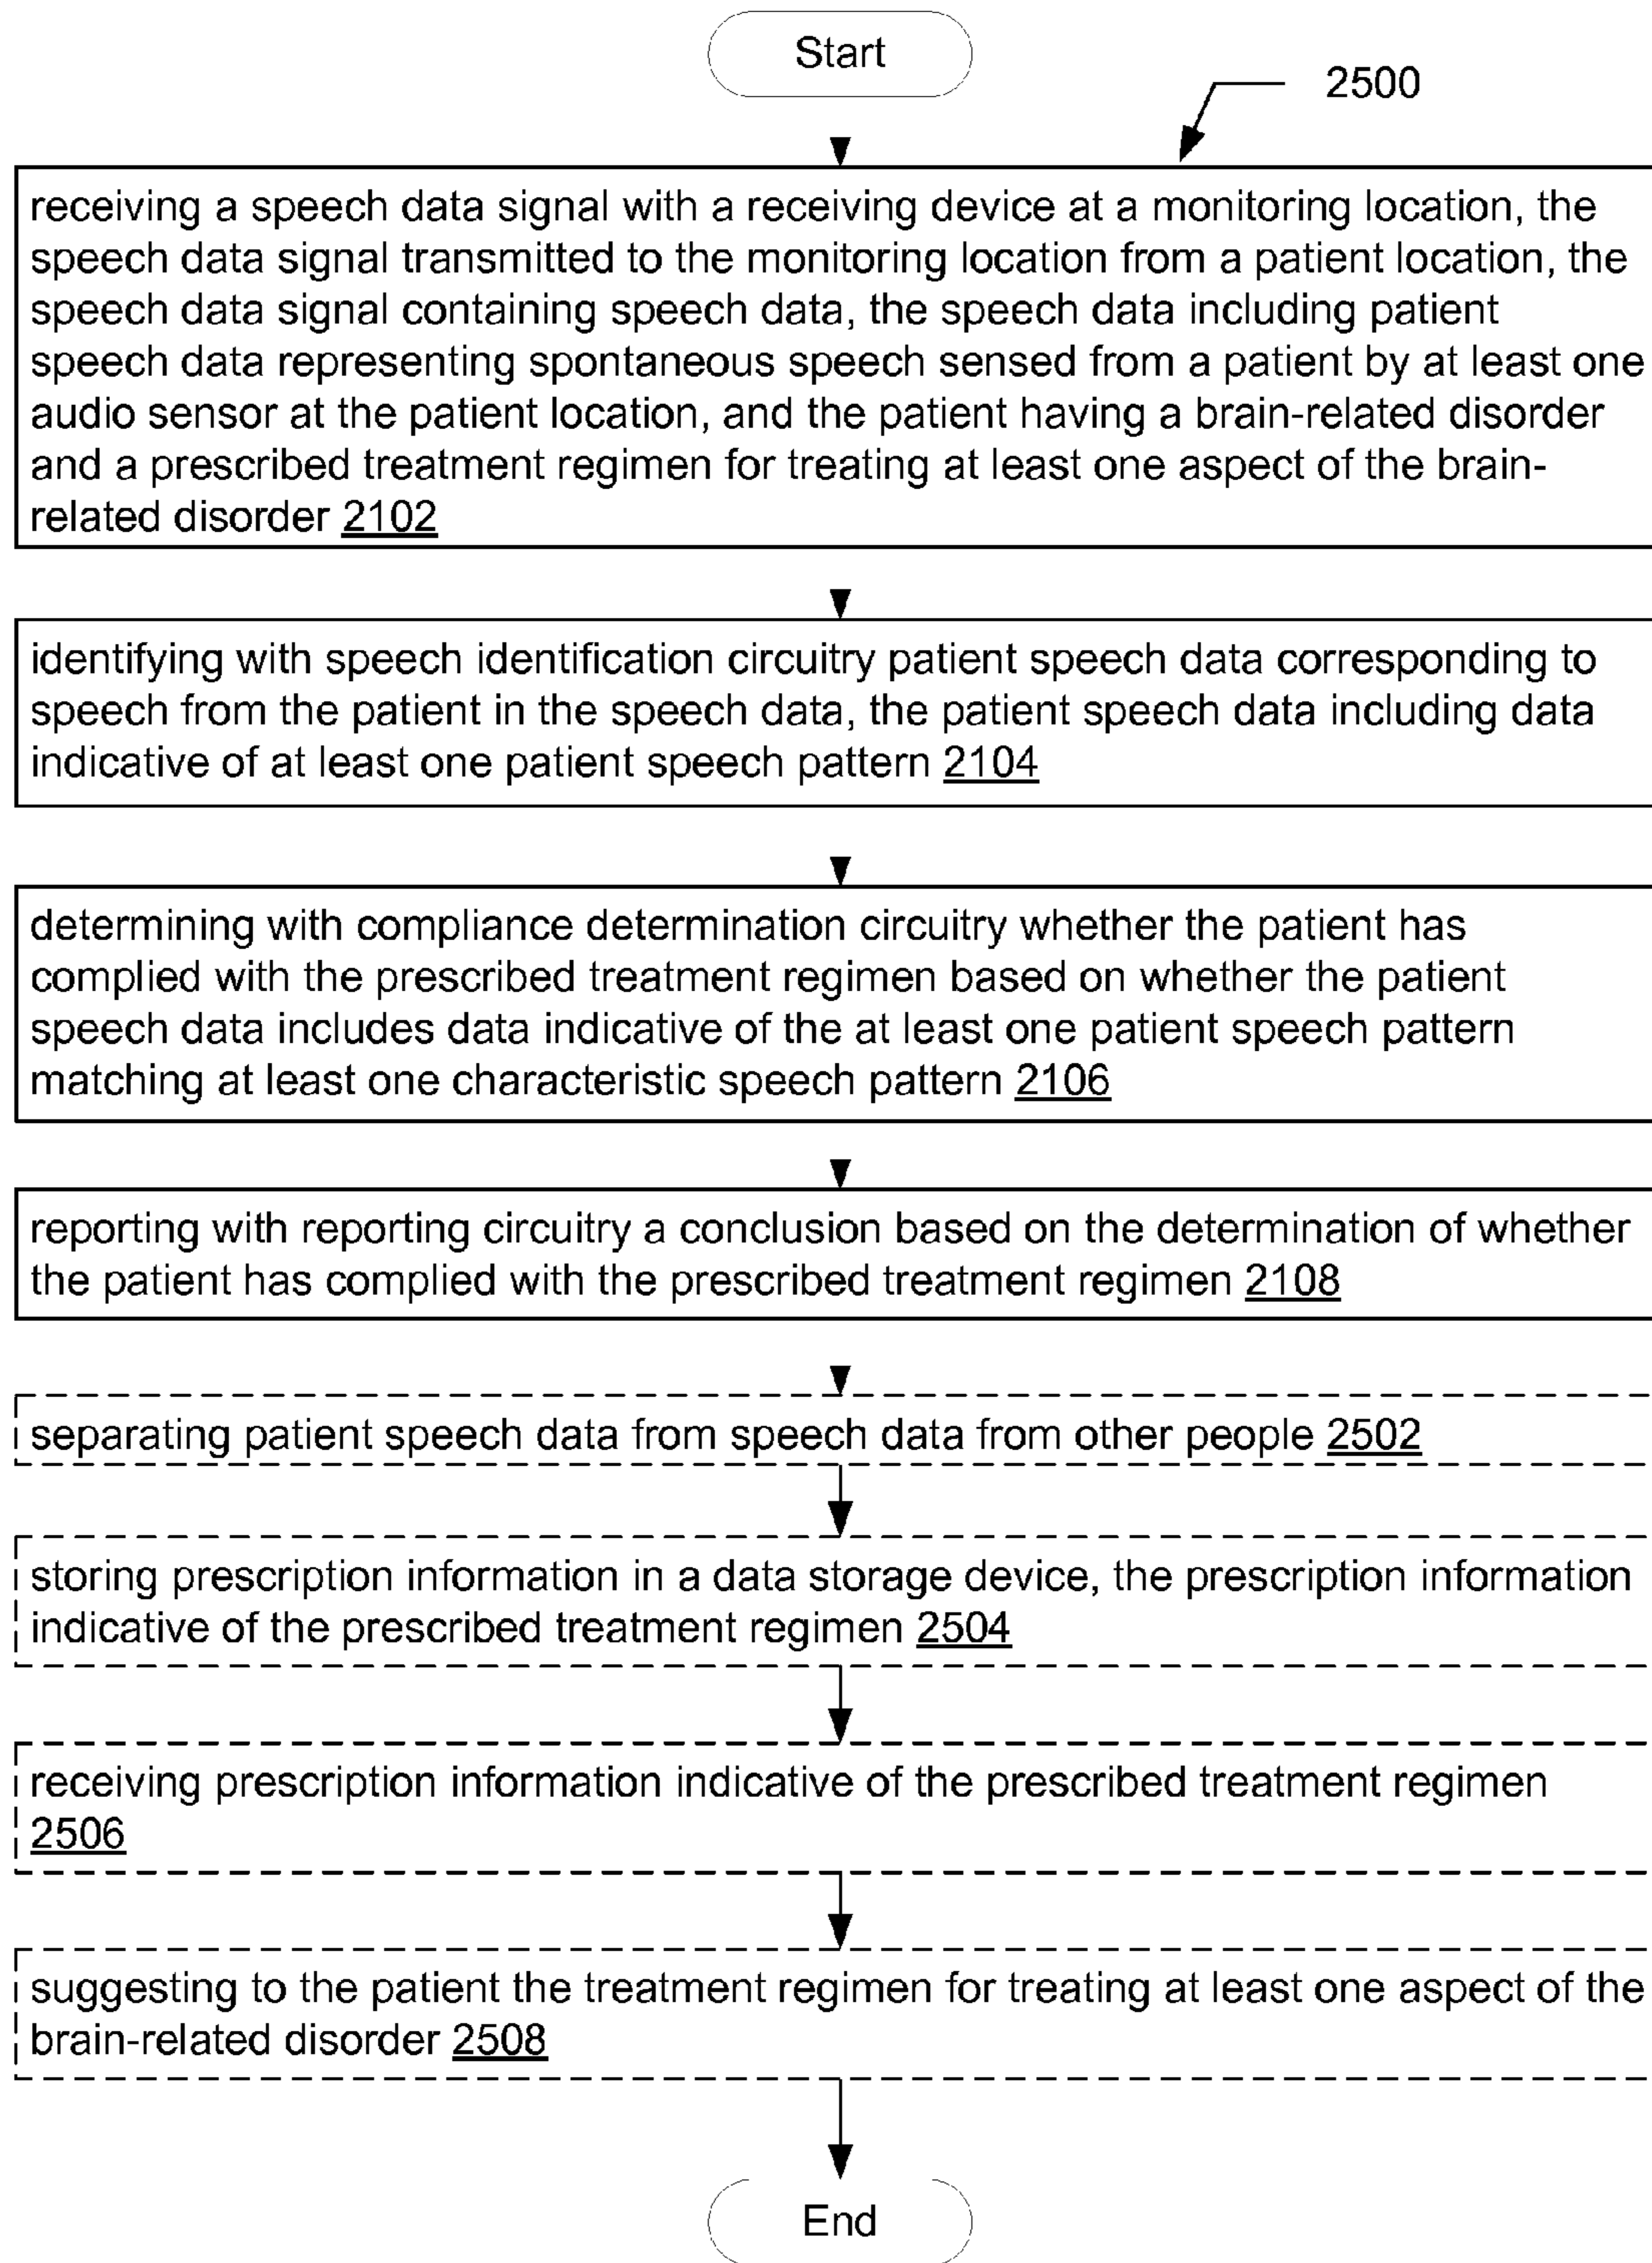 Start
2500
receiving a speech data signal with a receiving device at a monitoring location, the
speech data signal transmitted to the monitoring location from a patient location, the
speech data signal containing speech data, the speech data including patient
speech data representing spontaneous speech sensed from a patient by at least one
audio sensor at the patient location, and the patient having a brain-related disorder
and a prescribed treatment regimen for treating at least one aspect of the brain-
related disorder 2102
identifying with speech identification circuitry patient speech data corresponding to
speech from the patient in the speech data, the patient speech data including data
indicative of at least one patient speech pattern 2104
determining with compliance determination circuitry whether the patient has
complied with the prescribed treatment regimen based on whether the patient
speech data includes data indicative of the at least one patient speech pattern
matching at least one characteristic speech pattern 2106
reporting with reporting circuitry a conclusion based on the determination of whether
the patient has complied with the prescribed treatment regimen 2108
separating patient speech data from speech data from other people 2502
storing prescription information in a data storage device, the prescription information
indicative of the prescribed treatment regimen 2504
receiving prescription information indicative of the prescribed treatment regimen
2506
suggesting to the patient the treatment regimen for treating at least one aspect of the
brain-related disorder 2508
End